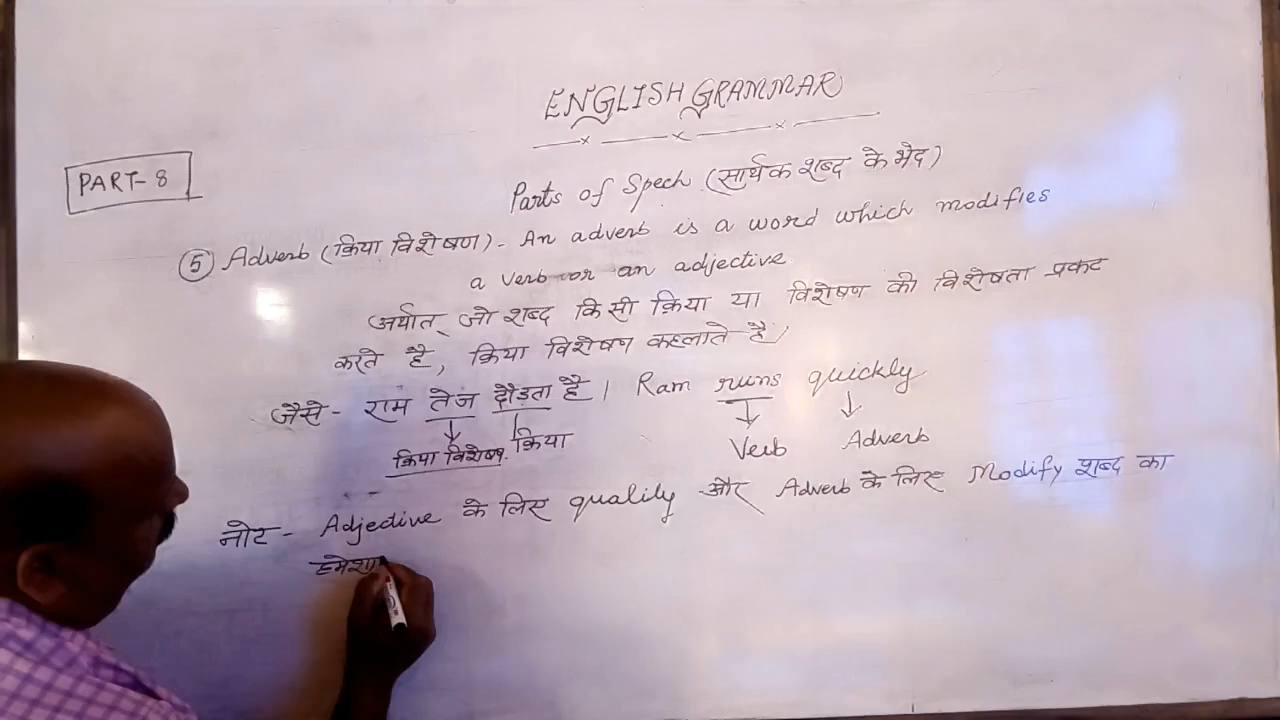 ENGLISH GRAMMAR
PART-8
Parts of Spech (सार्थक शब्द के भेद)
5 Adverb (क्रिया विशेषण) - An adverb is a word which modifies
a verb or an adjective.
अर्थात् जो शब्द किसी क्रिया या विशेषण की विशेषता प्रकट
करते है, क्रिया विशेषण कहलाते है।
जैसे - राम तेज दौड़ता है। Ram runs quickly
क्रिया विशेषण. क्रिया Verb Adverb
नोट - Adjedive के लिए quality और Adverb के लिए Modify शब्द का
हमेशा